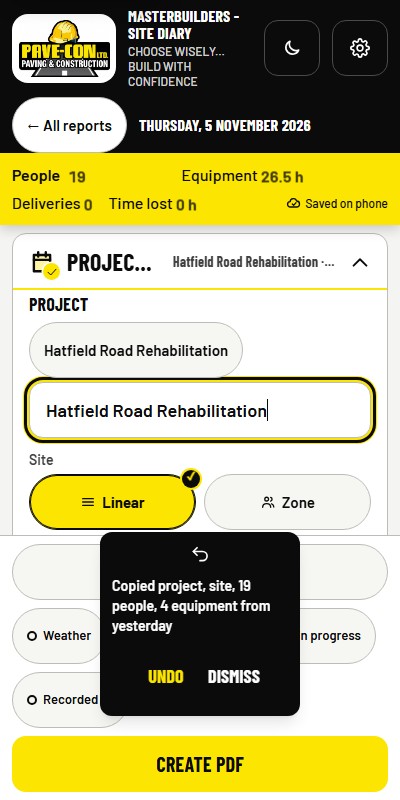 PAVE-CON LTD.
PAVING & CONSTRUCTION
MASTERBUILDERS -
SITE DIARY
CHOOSE WISELY...
BUILD WITH
CONFIDENCE
← All reports
THURSDAY, 5 NOVEMBER 2026
People 19
Equipment 26.5 h
Deliveries 0
Time lost 0 h
Saved on phone
PROJEC...
Hatfield Road Rehabilitation ·...
PROJECT
Hatfield Road Rehabilitation
Hatfield Road Rehabilitation
Site
Linear
Zone
Copied project, site, 19
people, 4 equipment from
yesterday
UNDO
DISMISS
Weather
n progress
Recorded
CREATE PDF